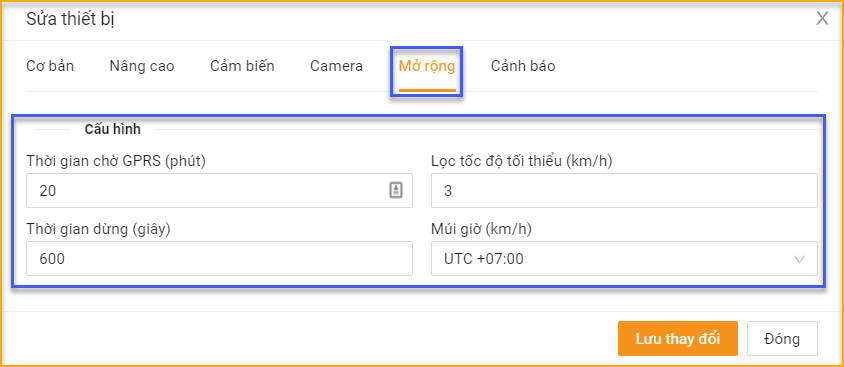 Sửa thiết bị
Cơ bản Nâng cao Cảm biến Camera Mở rộng Cảnh báo
Cấu hình
Thời gian chờ GPRS (phút) Lọc tốc độ tối thiểu (km/h)
20 3
Thời gian dừng (giây) Múi giờ (km/h)
600 UTC +07:00
Lưu thay đổi Đóng